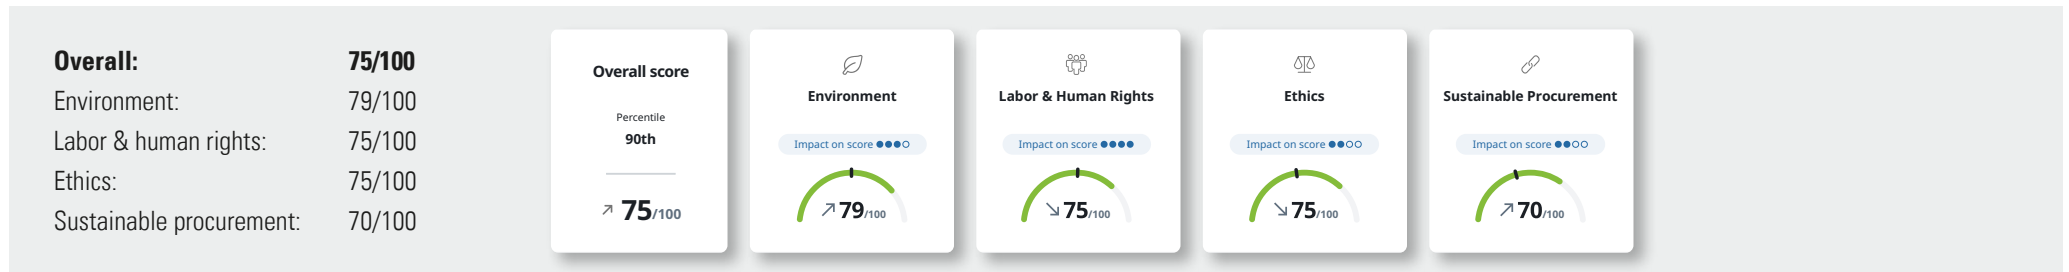 Overall: 75/100
Environment: 79/100
Labor & human rights: 75/100
Ethics: 75/100
Sustainable procurement: 70/100
Overall score
Percentile
90th
75/100
Environment
Impact on score
79/100
Labor & Human Rights
Impact on score
75/100
Ethics
Impact on score
75/100
Sustainable Procurement
Impact on score
70/100